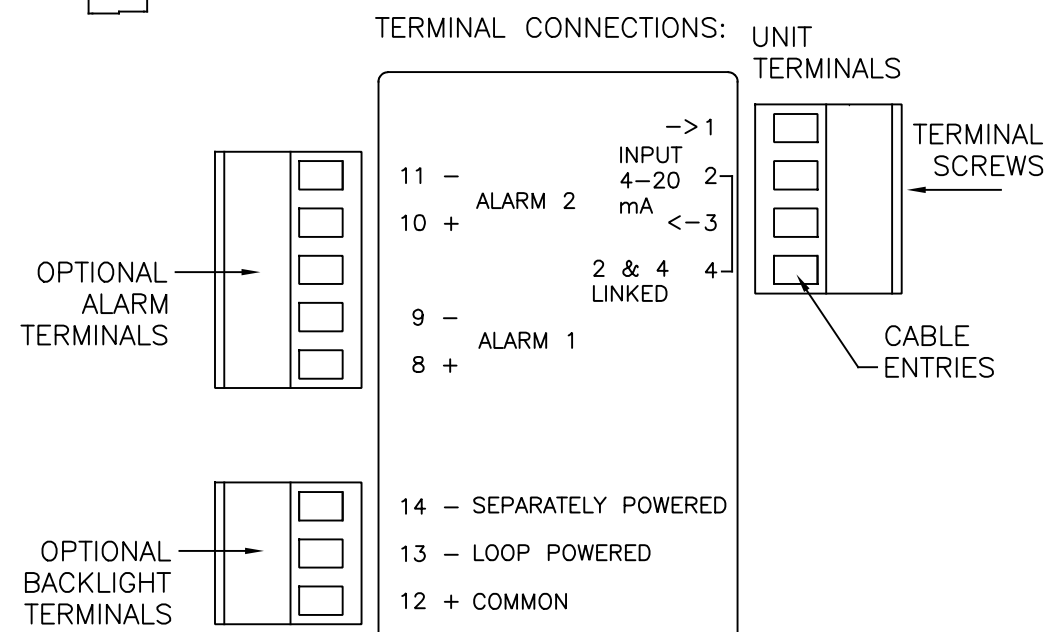 TERMINAL CONNECTIONS:
UNIT
TERMINALS
->1
INPUT
4-20 2
mA
<-3
2 & 4 4
LINKED
TERMINAL
SCREWS
CABLE
ENTRIES
11 -
ALARM 2
10 +
9 -
ALARM 1
8 +
OPTIONAL
ALARM
TERMINALS
14 - SEPARATELY POWERED
13 - LOOP POWERED
12 + COMMON
OPTIONAL
BACKLIGHT
TERMINALS